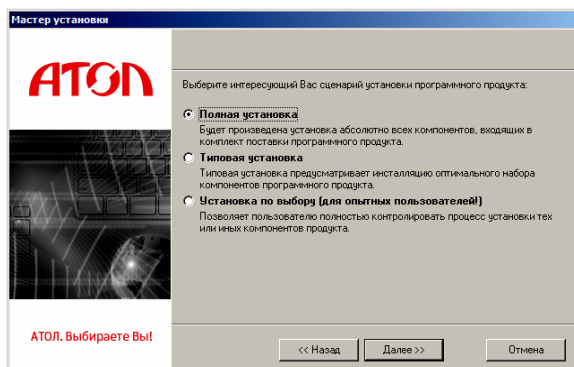 Мастер установки
АТОЛ
Выберите интересующий Вас сценарий установки программного продукта:
Полная установка
Будет произведена установка абсолютно всех компонентов, входящих в
комплект поставки программного продукта.
Типовая установка
Типовая установка предусматривает инсталляцию оптимального набора
компонентов программного продукта.
Установка по выбору (для опытных пользователей!)
Позволяет пользователю полностью контролировать процесс установки тех
или иных компонентов продукта.
АТОЛ. Выбираете Вы!
<< Назад
Далее >>
Отмена